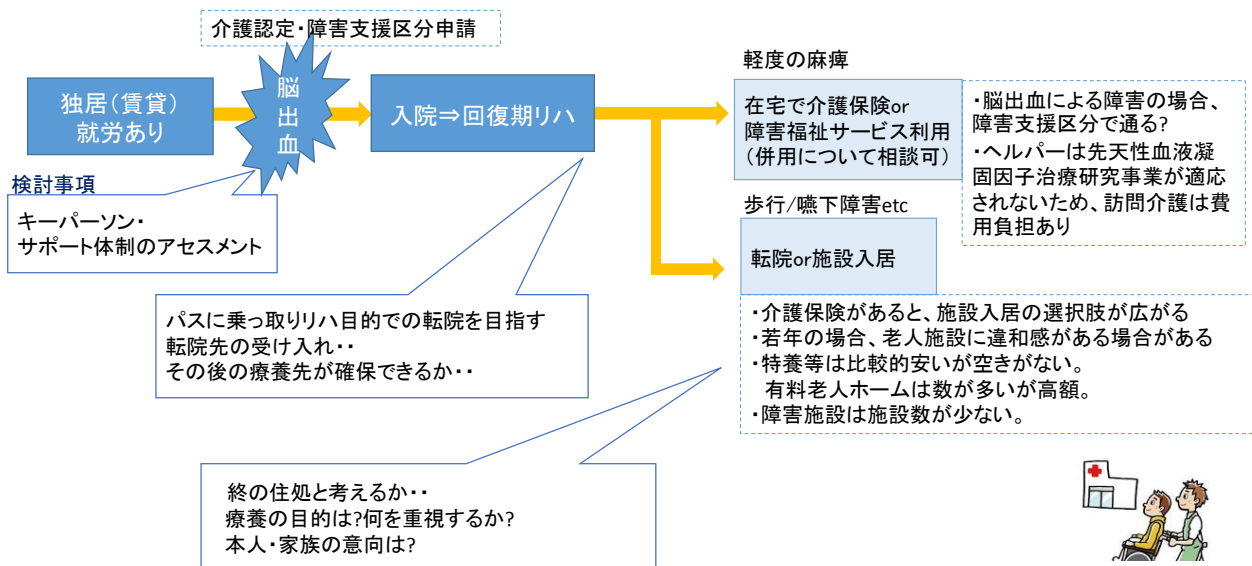 介護認定・障害支援区分申請
独居(賃貸)
就労あり
脳
出
血
入院⇒回復期リハ
軽度の麻痺
在宅で介護保険or
障害福祉サービス利用
(併用について相談可)
・脳出血による障害の場合、
障害支援区分で通る?
・ヘルパーは先天性血液凝
固因子治療研究事業が適応
されないため、訪問介護は費
用負担あり
検討事項
キーパーソン・
サポート体制のアセスメント
歩行/嚥下障害etc
転院or施設入居
パスに乗っ取りリハ目的での転院を目指す
転院先の受け入れ・・
その後の療養先が確保できるか・・
・介護保険があると、施設入居の選択肢が広がる
・若年の場合、老人施設に違和感がある場合がある
・特養等は比較的安いが空きがない。
有料老人ホームは数が多いが高額。
・障害施設は施設数が少ない。
終の住処と考えるか・・
療養の目的は?何を重視するか?
本人・家族の意向は?